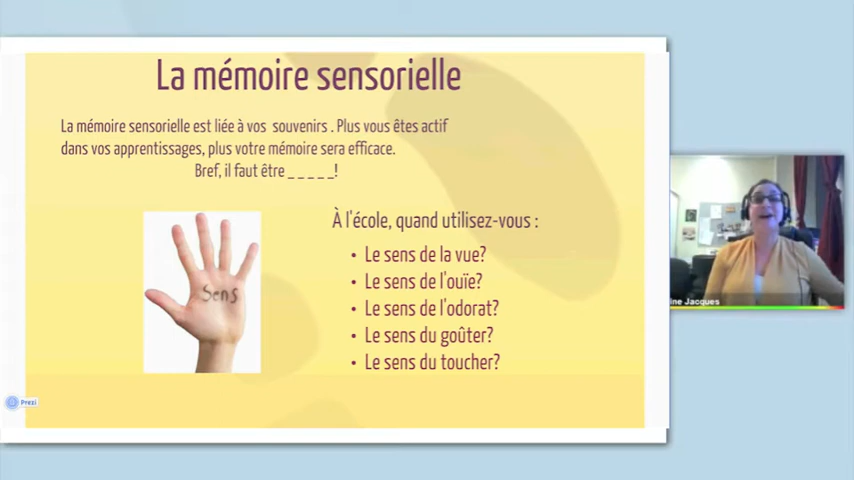 La mémoire sensorielle
La mémoire sensorielle est liée à vos souvenirs . Plus vous êtes actif
dans vos apprentissages, plus votre mémoire sera efficace.
Bref, il faut être _ _ _ _ _!
Sens
À l'école, quand utilisez-vous :
• Le sens de la vue?
• Le sens de l'ouïe?
• Le sens de l'odorat?
• Le sens du goûter?
• Le sens du toucher?
ine Jacques
Prezi